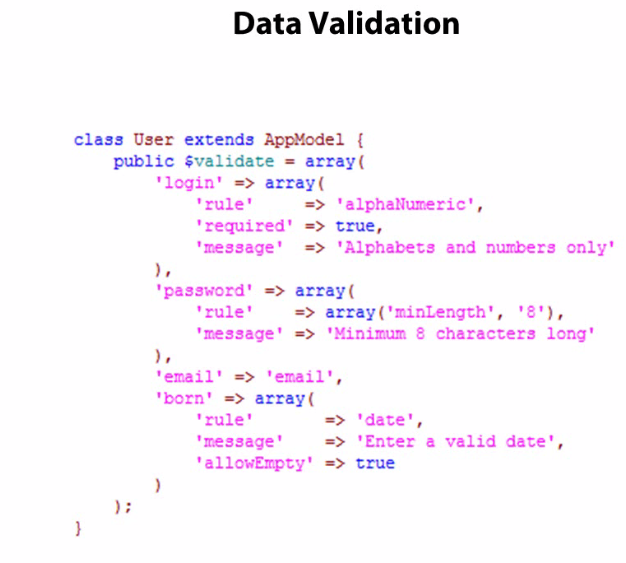 Data Validation
class User extends AppModel {
    public $validate = array(
        'login' => array(
            'rule'     => 'alphaNumeric',
            'required' => true,
            'message'  => 'Alphabets and numbers only'
        ),
        'password' => array(
            'rule'    => array('minLength', '8'),
            'message' => 'Minimum 8 characters long'
        ),
        'email' => 'email',
        'born' => array(
            'rule'       => 'date',
            'message'    => 'Enter a valid date',
            'allowEmpty' => true
        )
    );
}